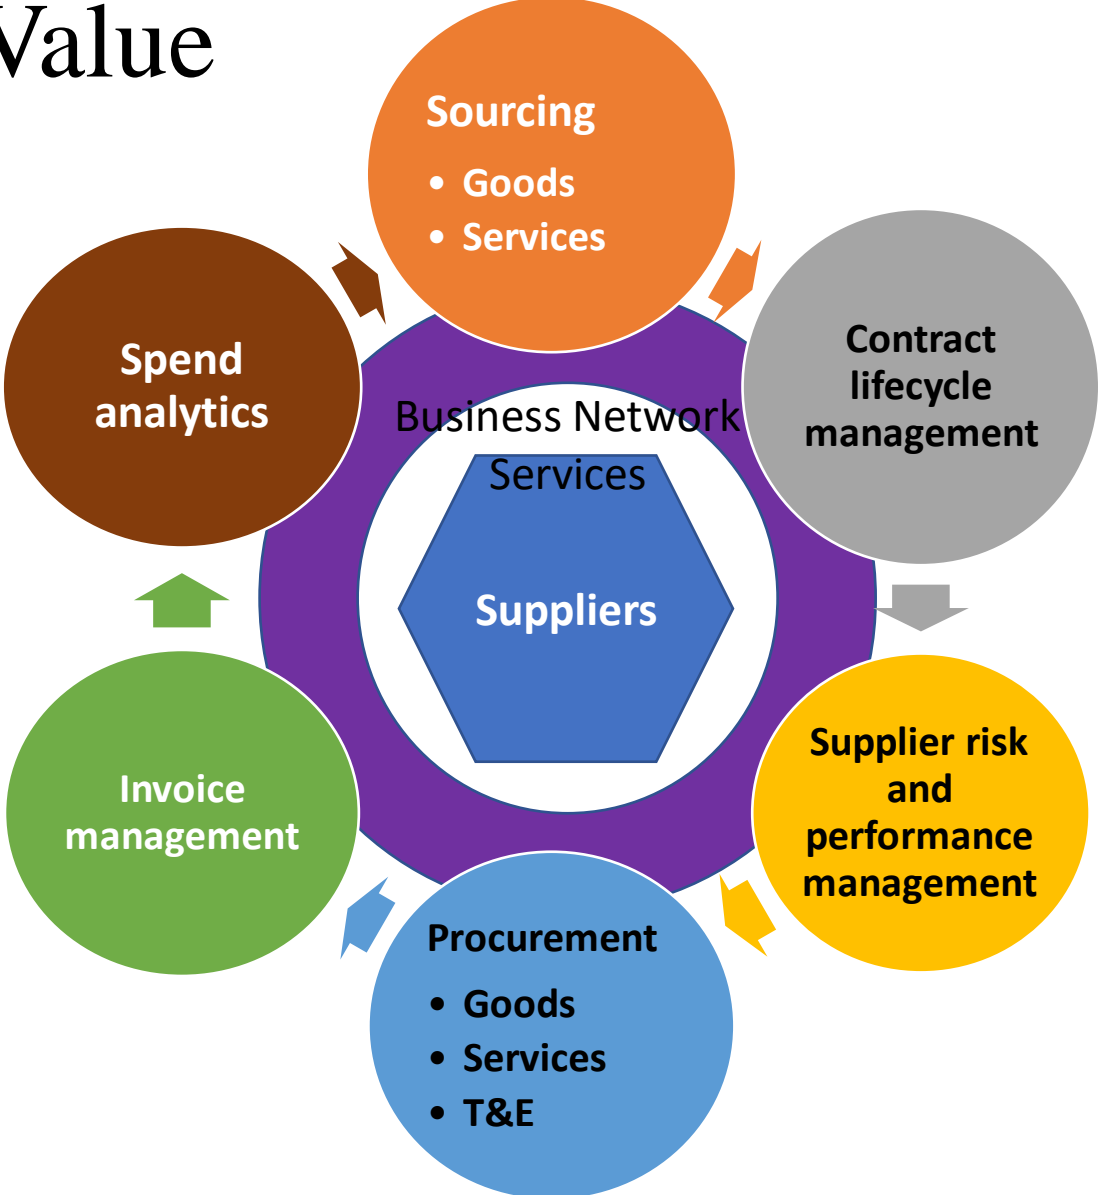 Value
Sourcing
• Goods
• Services
Contract
lifecycle
management
Supplier risk
and
performance
management
Procurement
• Goods
• Services
• T&E
Invoice
management
Spend
analytics
Business Network
Services
Suppliers